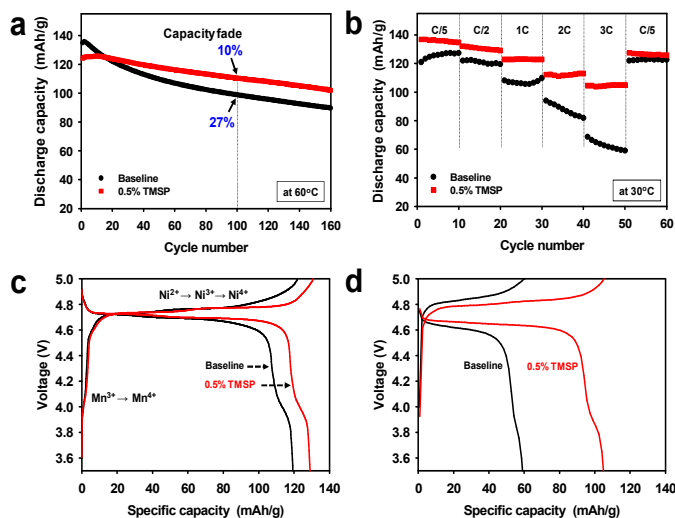 a
Discharge capacity (mAh/g)
140
120
100
80
60
40
20
Capacity fade
10%
27%
Baseline
0.5% TMSP
at 60°C
0 20 40 60 80 100 120 140 160
Cycle number
b
Discharge capacity (mAh/g)
160
140
120
100
80
60
40
20
C/5 C/2 1C 2C 3C C/5
Baseline
0.5% TMSP
at 30°C
0 10 20 30 40 50 60
Cycle number
c
Voltage (V)
5.0
4.8
4.6
4.4
4.2
4.0
3.8
3.6
Ni2+→ Ni3+→ Ni4+
Baseline
0.5% TMSP
Mn3+→ Mn4+
0 20 40 60 80 100 120 140
Specific capacity (mAh/g)
d
Voltage (V)
5.0
4.8
4.6
4.4
4.2
4.0
3.8
3.6
Baseline
0.5% TMSP
0 20 40 60 80 100 120 140
Specific capacity (mAh/g)